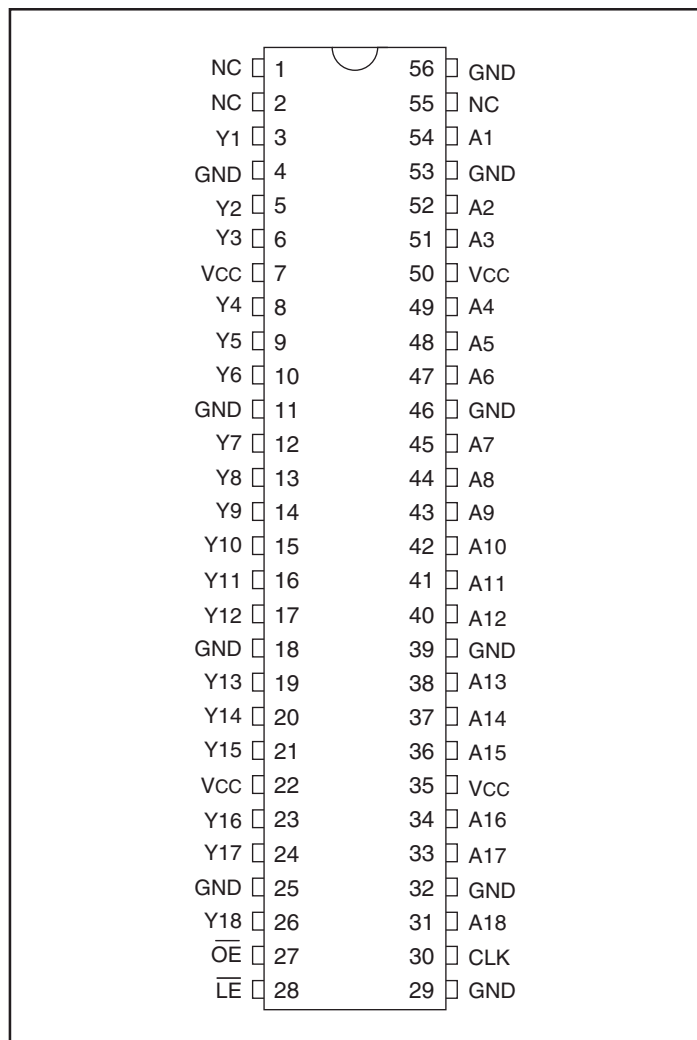 NC 1 56 GND
NC 2 55 NC
Y1 3 54 A1
GND 4 53 GND
Y2 5 52 A2
Y3 6 51 A3
VCC 7 50 VCC
Y4 8 49 A4
Y5 9 48 A5
Y6 10 47 A6
GND 11 46 GND
Y7 12 45 A7
Y8 13 44 A8
Y9 14 43 A9
Y10 15 42 A10
Y11 16 41 A11
Y12 17 40 A12
GND 18 39 GND
Y13 19 38 A13
Y14 20 37 A14
Y15 21 36 A15
VCC 22 35 VCC
Y16 23 34 A16
Y17 24 33 A17
GND 25 32 GND
Y18 26 31 A18
O̅E̅ 27 30 CLK
L̅E̅ 28 29 GND